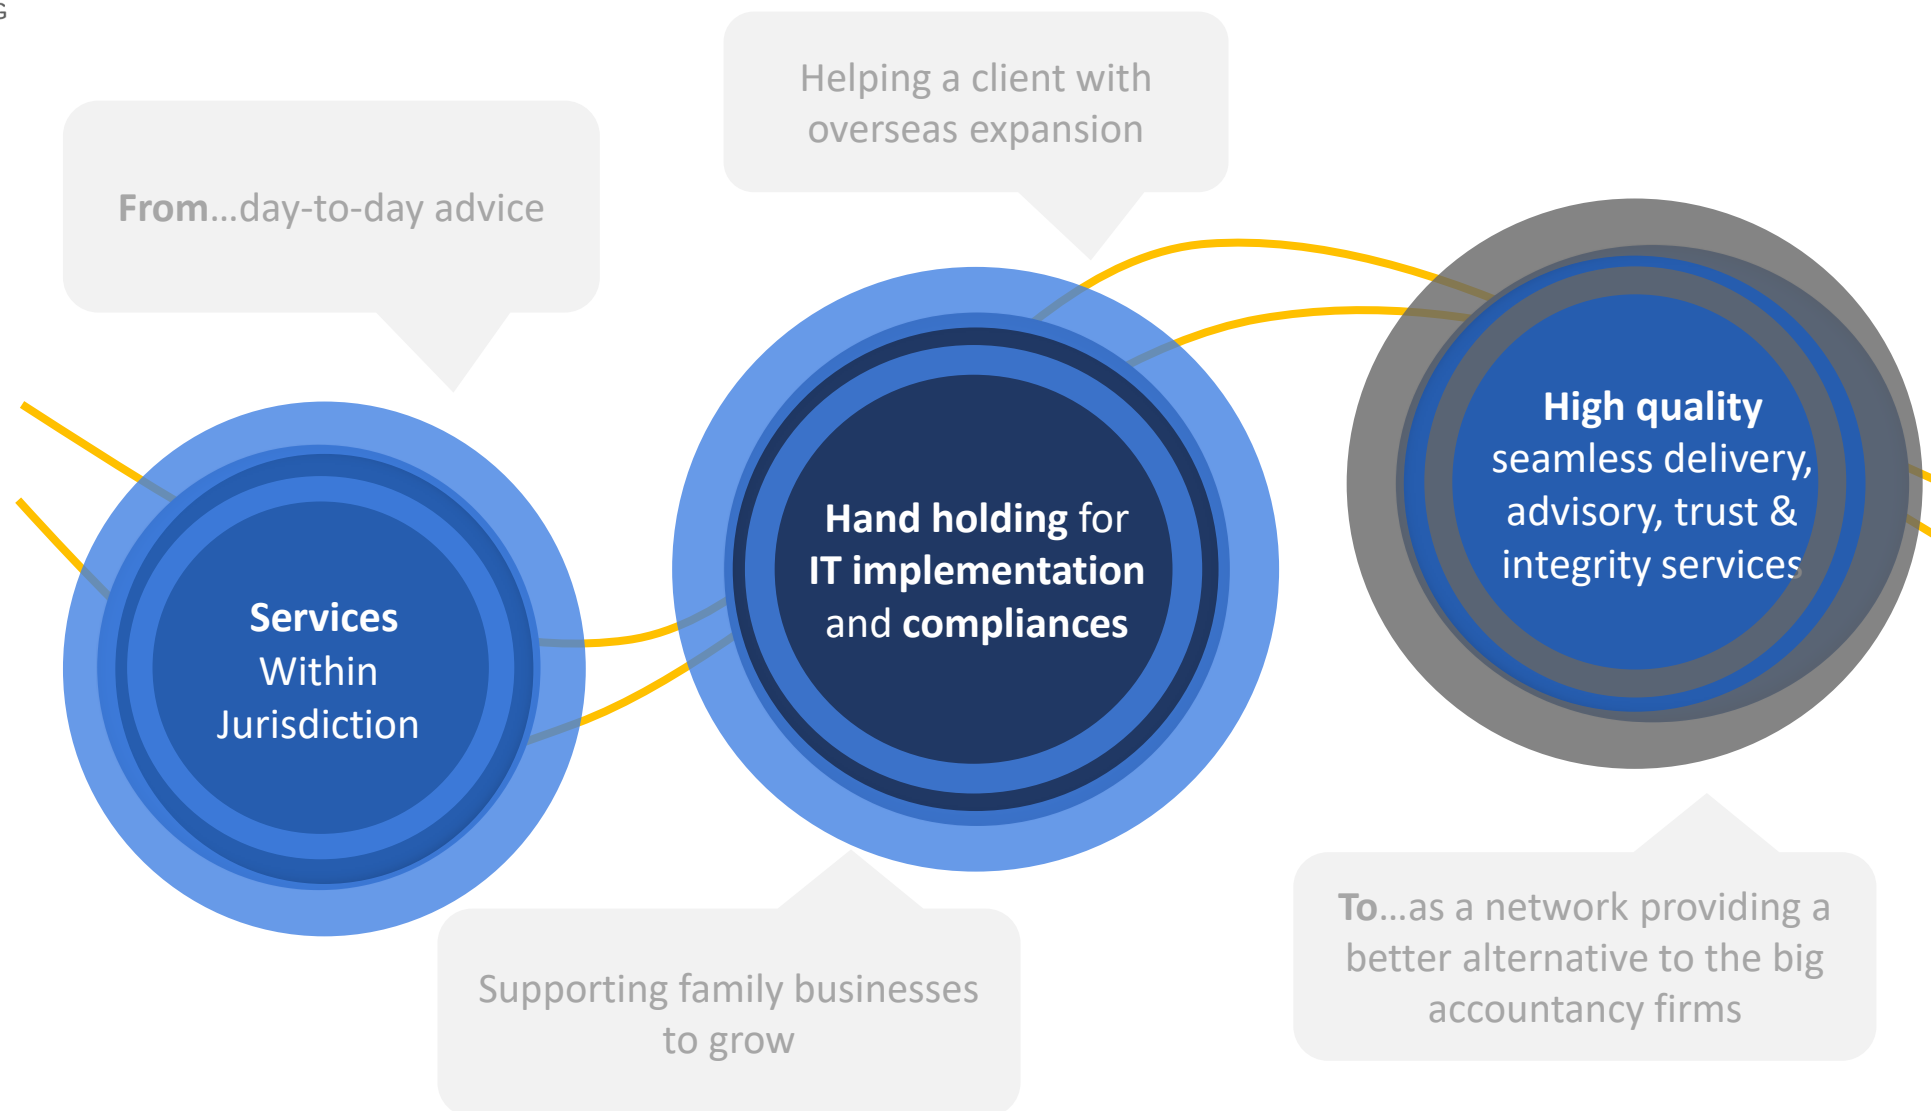 G
From...day-to-day advice
Helping a client with
overseas expansion
Services
Within
Jurisdiction
Hand holding for
IT implementation
and compliances
High quality
seamless delivery,
advisory, trust &
integrity services
Supporting family businesses
to grow
To...as a network providing a
better alternative to the big
accountancy firms